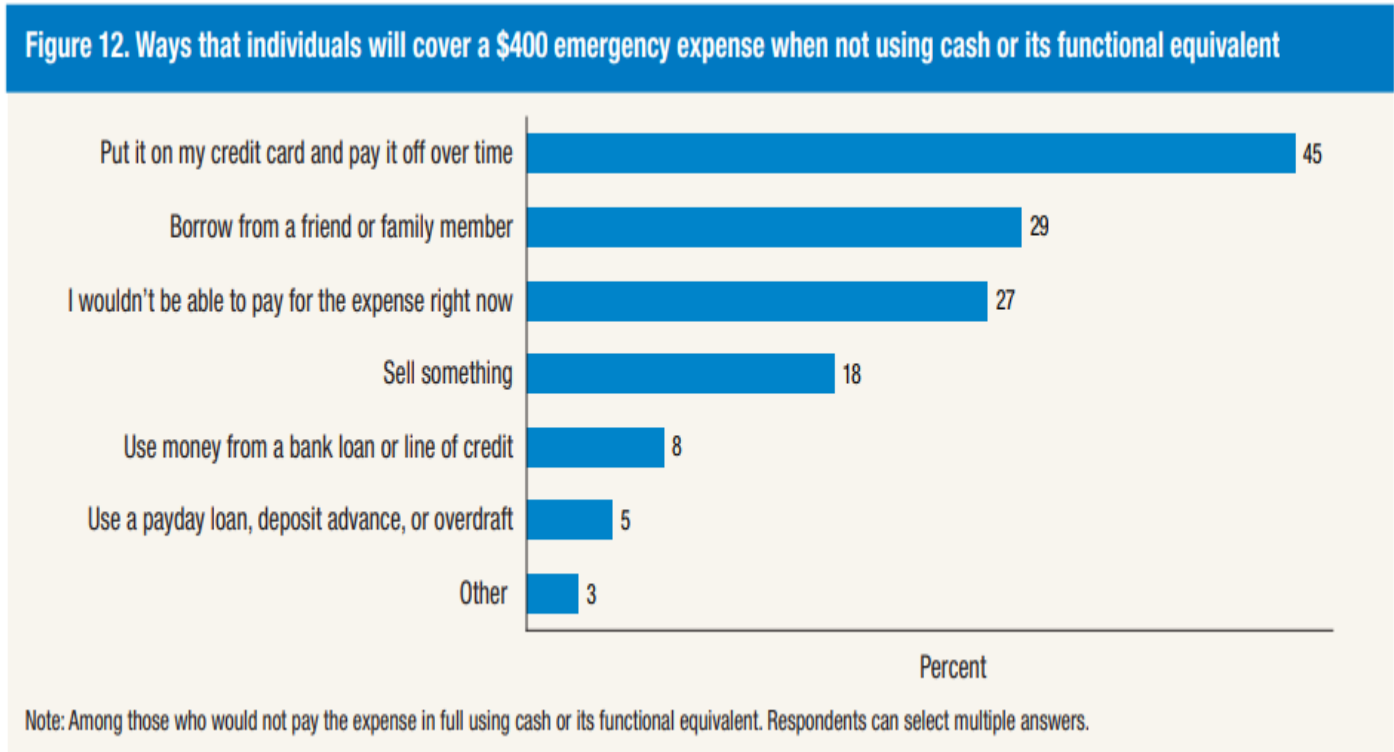 Figure 12. Ways that individuals will cover a $400 emergency expense when not using cash or its functional equivalent
Put it on my credit card and pay it off over time 45
Borrow from a friend or family member 29
I wouldn't be able to pay for the expense right now 27
Sell something 18
Use money from a bank loan or line of credit 8
Use a payday loan, deposit advance, or overdraft 5
Other 3
Percent
Note: Among those who would not pay the expense in full using cash or its functional equivalent. Respondents can select multiple answers.